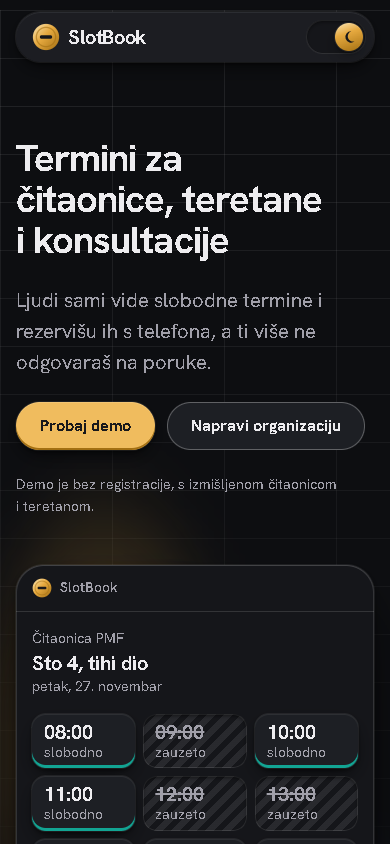 SlotBook
Termini za
čitaonice, teretane
i konsultacije
Ljudi sami vide slobodne termine i
rezervišu ih s telefona, a ti više ne
odgovaraš na poruke.
Probaj demo
Napravi organizaciju
Demo je bez registracije, s izmišljenom čitaonicom
i teretanom.
SlotBook
Čitaonica PMF
Sto 4, tihi dio
petak, 27. novembar
08:00 09:00 10:00
slobodno zauzeto slobodno
11:00 12:00 13:00
slobodno zauzeto zauzeto